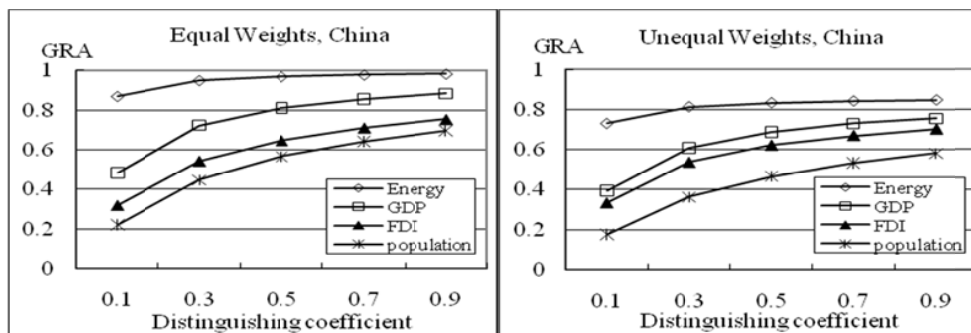 Equal Weights, China
GRA
1
0.8
0.6
0.4
0.2
0
Energy
GDP
FDI
population
0.1 0.3 0.5 0.7 0.9
Distinguishing coefficient
Unequal Weights, China
GRA
1
0.8
0.6
0.4
0.2
0
Energy
GDP
FDI
population
0.1 0.3 0.5 0.7 0.9
Distinguishing coefficient